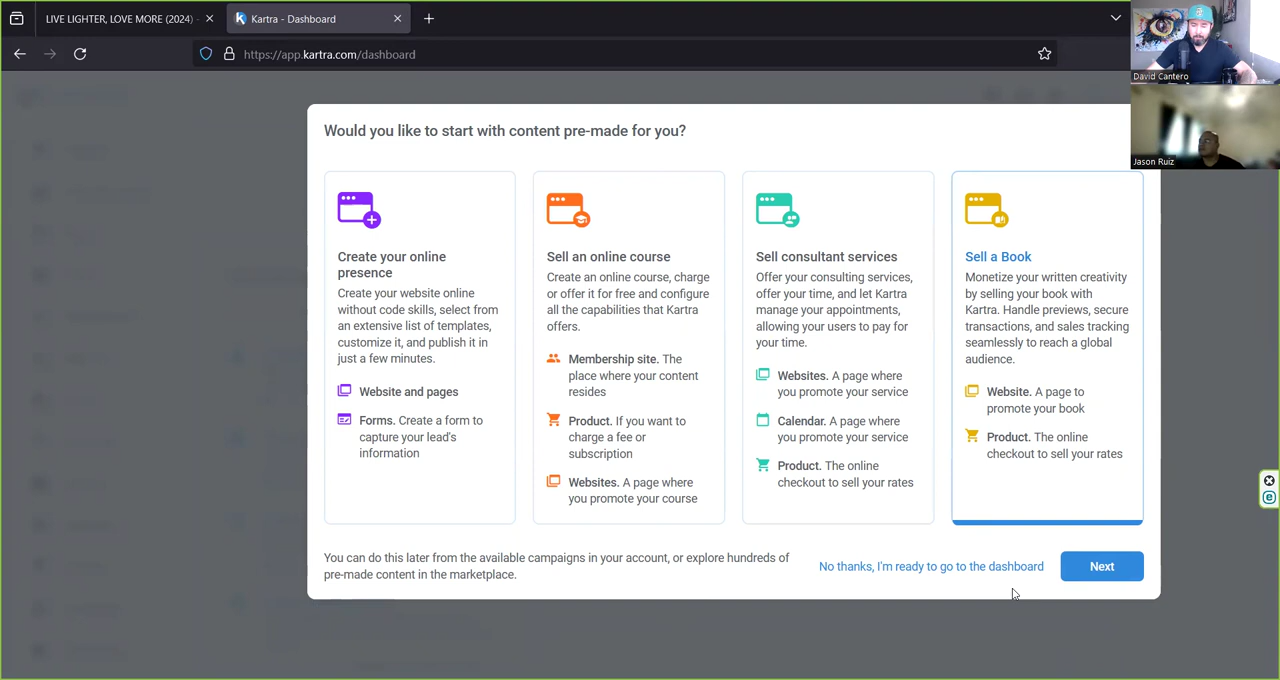 LIVE LIGHTER, LOVE MORE (2024)
Kartra - Dashboard
https://app.kartra.com/dashboard
David Cantero
Jason Ruiz
Would you like to start with content pre-made for you?
Create your online
presence
Create your website online
without code skills, select from
an extensive list of templates,
customize it, and publish it in
just a few minutes.
Website and pages
Forms. Create a form to
capture your lead's
information
Sell an online course
Create an online course, charge
or offer it for free and configure
all the capabilities that Kartra
offers.
Membership site. The
place where your content
resides
Product. If you want to
charge a fee or
subscription
Websites. A page where
you promote your course
Sell consultant services
Offer your consulting services,
offer your time, and let Kartra
manage your appointments,
allowing your users to pay for
your time.
Websites. A page where
you promote your service
Calendar. A page where
you promote your service
Product. The online
checkout to sell your rates
Sell a Book
Monetize your written creativity
by selling your book with
Kartra. Handle previews, secure
transactions, and sales tracking
seamlessly to reach a global
audience.
Website. A page to
promote your book
Product. The online
checkout to sell your rates
You can do this later from the available campaigns in your account, or explore hundreds of
pre-made content in the marketplace.
No thanks, I'm ready to go to the dashboard
Next